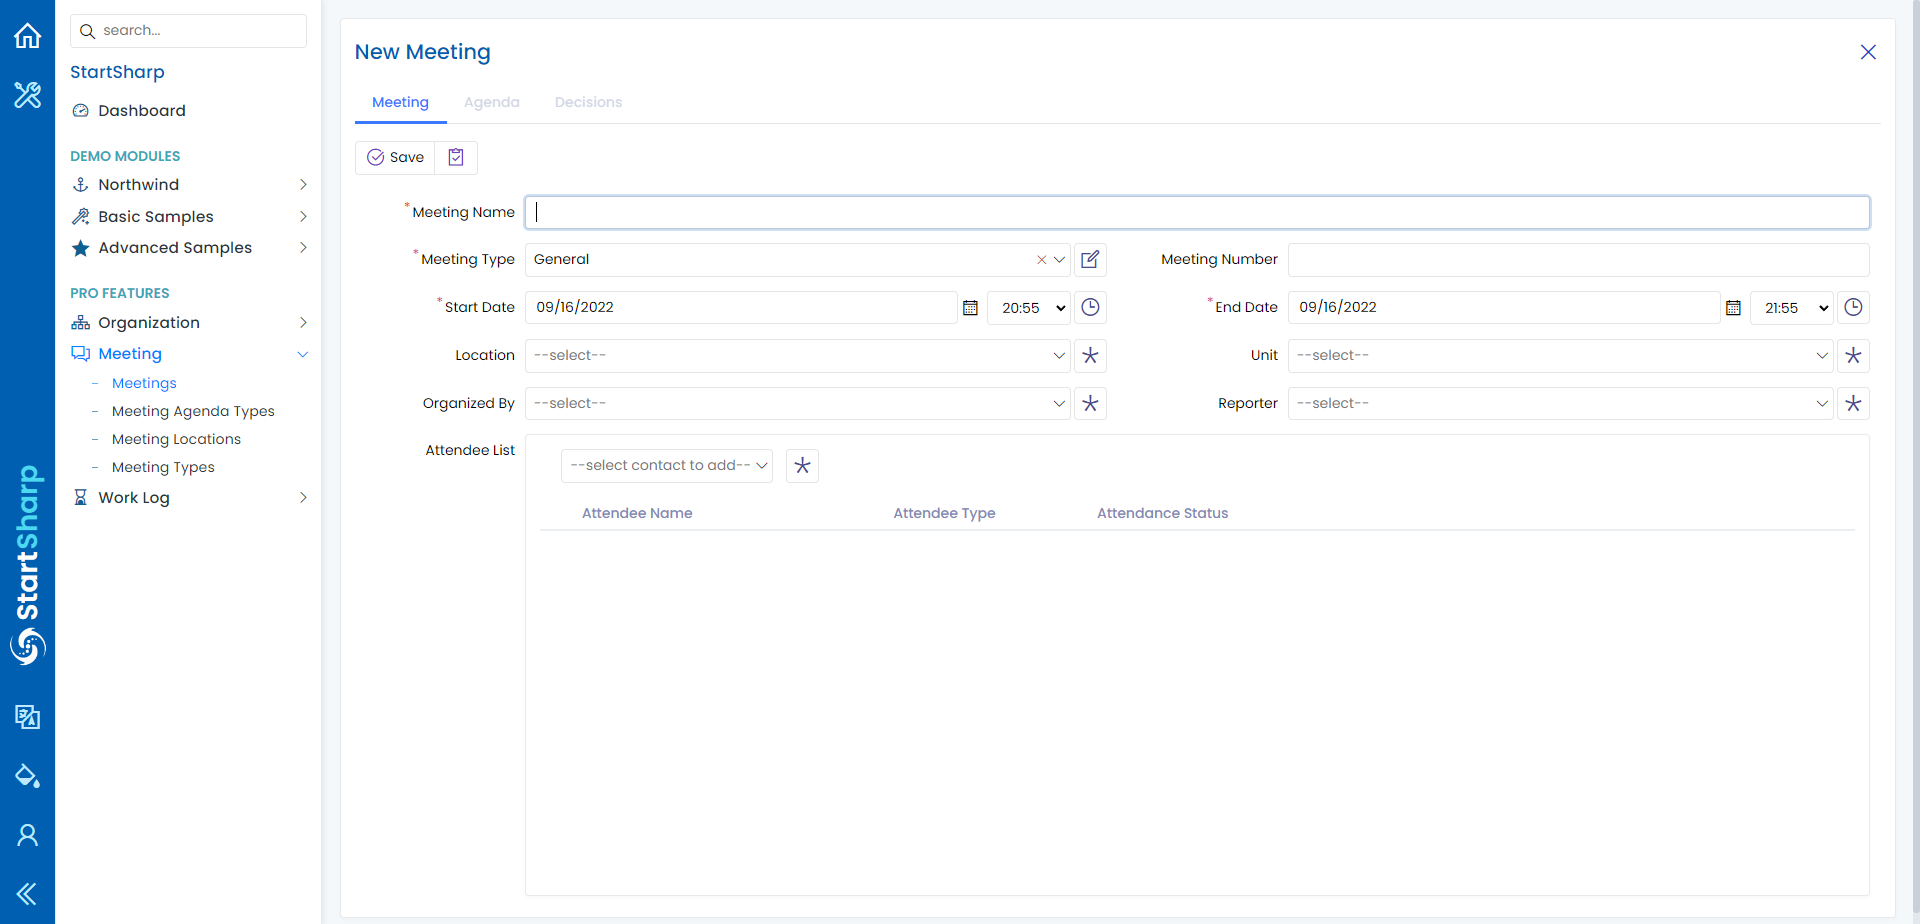 search...
StartSharp
Dashboard
DEMO MODULES
Northwind
Basic Samples
Advanced Samples
PRO FEATURES
Organization
Meeting
- Meetings
- Meeting Agenda Types
- Meeting Locations
- Meeting Types
Work Log
StartSharp
New Meeting
Meeting Agenda Decisions
Save
*Meeting Name
*Meeting Type General Meeting Number
*Start Date 09/16/2022 20:55 *End Date 09/16/2022 21:55
Location --select-- Unit --select--
Organized By --select-- Reporter --select--
Attendee List
--select contact to add--
Attendee Name Attendee Type Attendance Status